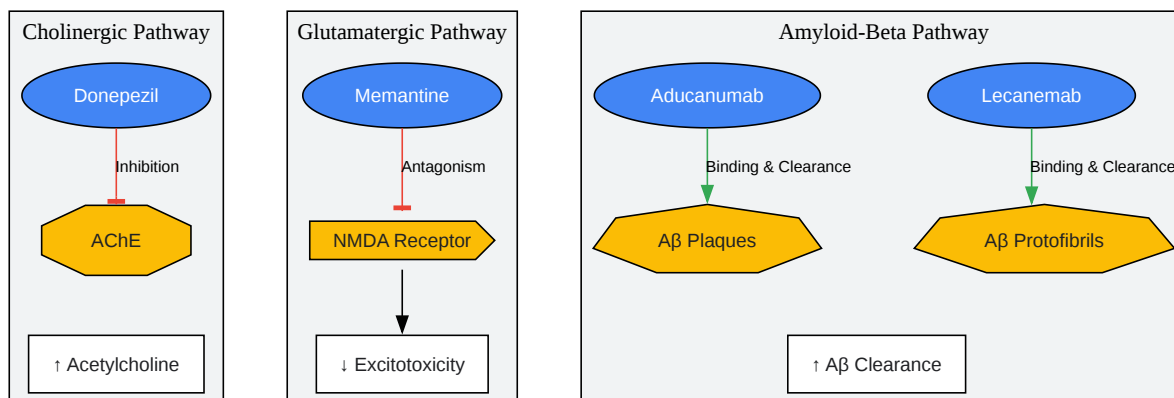 Cholinergic Pathway
Donepezil
Inhibition
AChE
↑ Acetylcholine
Glutamatergic Pathway
Memantine
Antagonism
NMDA Receptor
↓ Excitotoxicity
Amyloid-Beta Pathway
Aducanumab
Lecanemab
Binding & Clearance
Binding & Clearance
Aβ Plaques
Aβ Protofibrils
↑ Aβ Clearance